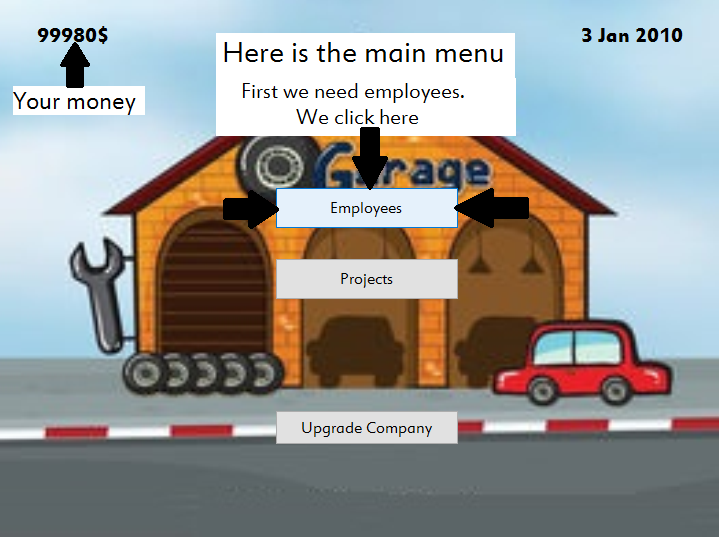 99980$
3 Jan 2010
Here is the main menu
Your money
First we need employees.
We click here
Garage
Employees
Projects
Upgrade Company